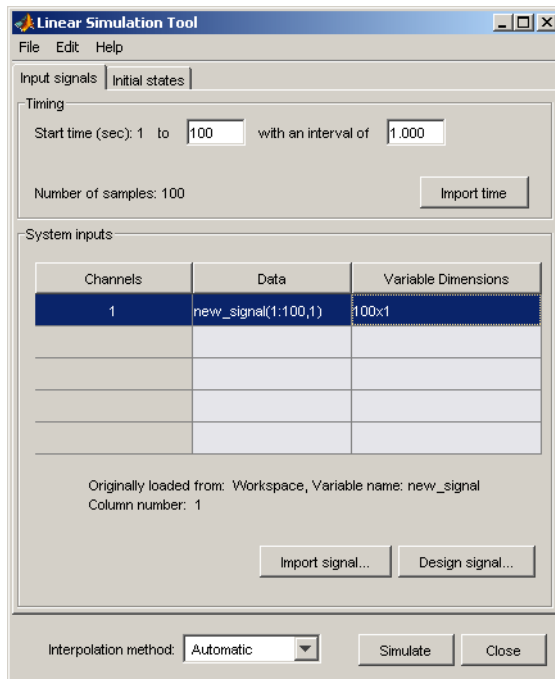 Linear Simulation Tool
File Edit Help
Input signals Initial states
Timing
Start time (sec): 1 to 100 with an interval of 1.000
Number of samples: 100 Import time
System inputs
Channels Data Variable Dimensions
1 new_signal(1:100,1) 100x1
Originally loaded from: Workspace, Variable name: new_signal
Column number: 1
Import signal... Design signal...
Interpolation method: Automatic Simulate Close